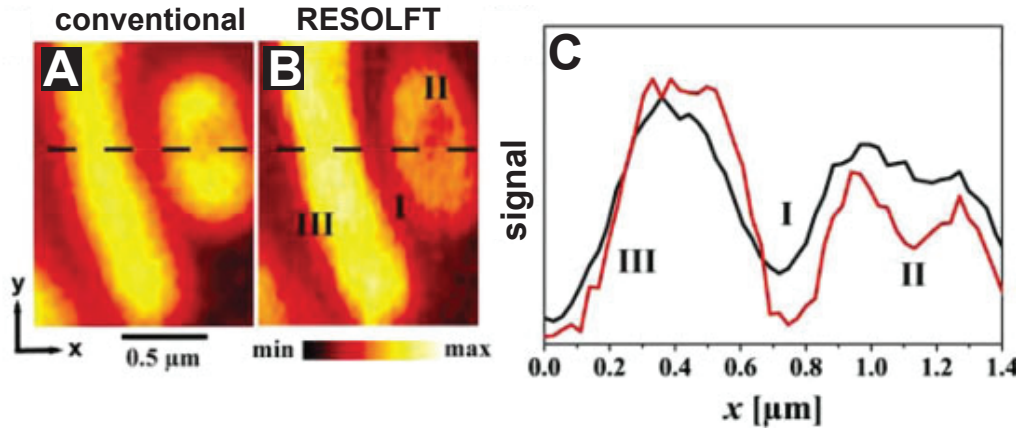 conventional RESOLFT
A B C
II
I
III
y
x
0.5 μm
min max
signal
I
III II
0.0 0.2 0.4 0.6 0.8 1.0 1.2 1.4
x [μm]